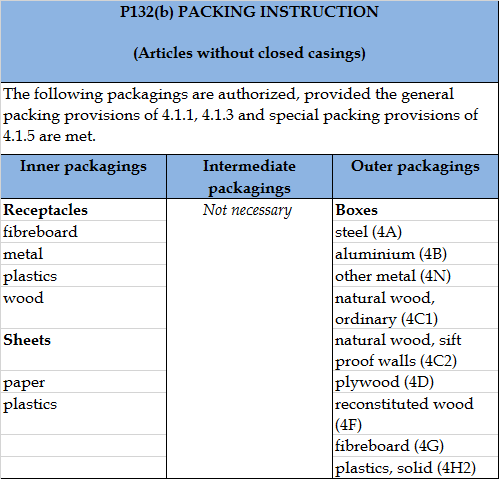 P132(b) PACKING INSTRUCTION
(Articles without closed casings)
The following packagings are authorized, provided the general
packing provisions of 4.1.1, 4.1.3 and special packing provisions of
4.1.5 are met.
Inner packagings
Intermediate
packagings
Outer packagings
Receptacles
fibreboard
metal
plastics
wood
Sheets
paper
plastics
Not necessary
Boxes
steel (4A)
aluminium (4B)
other metal (4N)
natural wood,
ordinary (4C1)
natural wood, sift
proof walls (4C2)
plywood (4D)
reconstituted wood
(4F)
fibreboard (4G)
plastics, solid (4H2)